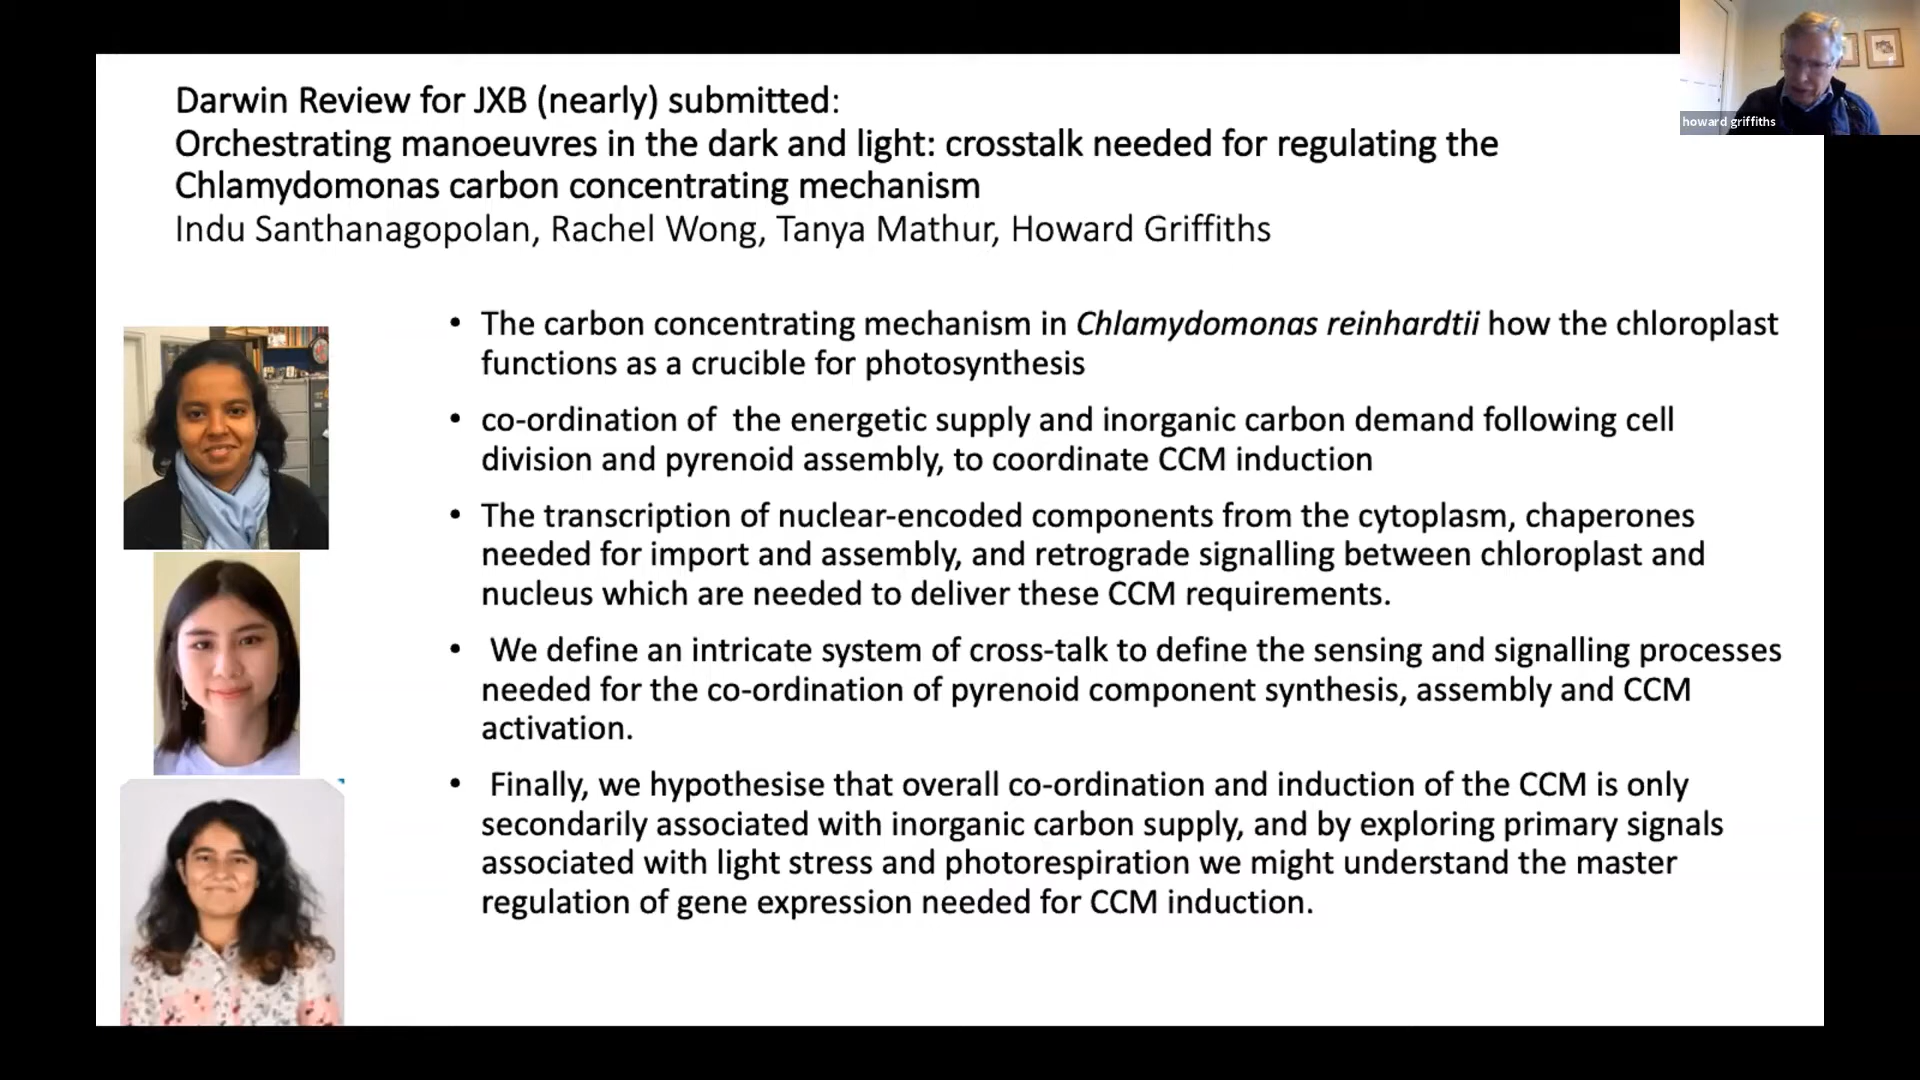 howard griffiths
Darwin Review for JXB (nearly) submitted:
Orchestrating manoeuvres in the dark and light: crosstalk needed for regulating the
Chlamydomonas carbon concentrating mechanism
Indu Santhanagopolan, Rachel Wong, Tanya Mathur, Howard Griffiths
• The carbon concentrating mechanism in Chlamydomonas reinhardtii how the chloroplast
functions as a crucible for photosynthesis
• co-ordination of the energetic supply and inorganic carbon demand following cell
division and pyrenoid assembly, to coordinate CCM induction
• The transcription of nuclear-encoded components from the cytoplasm, chaperones
needed for import and assembly, and retrograde signalling between chloroplast and
nucleus which are needed to deliver these CCM requirements.
• We define an intricate system of cross-talk to define the sensing and signalling processes
needed for the co-ordination of pyrenoid component synthesis, assembly and CCM
activation.
• Finally, we hypothesise that overall co-ordination and induction of the CCM is only
secondarily associated with inorganic carbon supply, and by exploring primary signals
associated with light stress and photorespiration we might understand the master
regulation of gene expression needed for CCM induction.